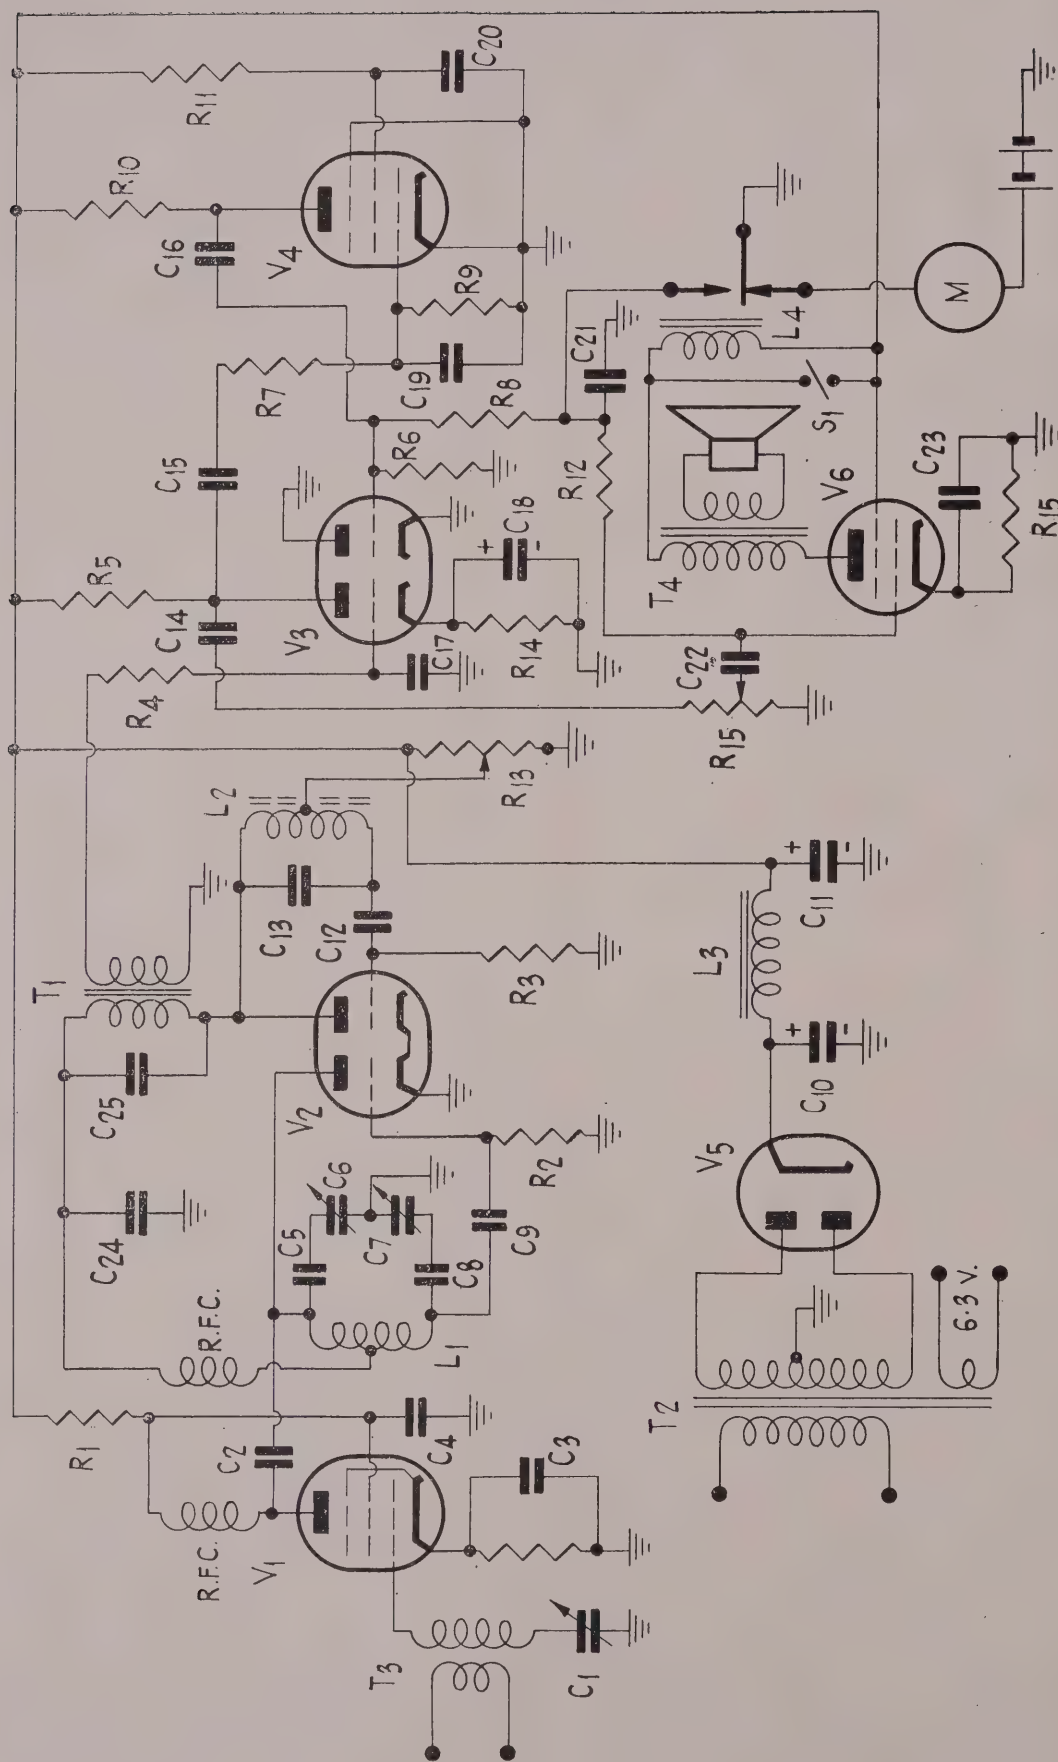 T3
C1
R.F.C.
V1
R1
C2
C4
C3
R.F.C.
L1
C5
C6
C7
C8
C9
C24
C25
T1
V2
R2
R3
C12
C13
L2
R13
R4
C14
R5
V3
C17
R14
+
C18
-
R6
C15
R7
C19
R8
R9
V4
C16
R10
R11
C20
R12
C21
C22
R15
T4
V6
S1
L4
M
C23
R15
T2
6.3 V.
V5
+
C10
-
L3
+
C11
-